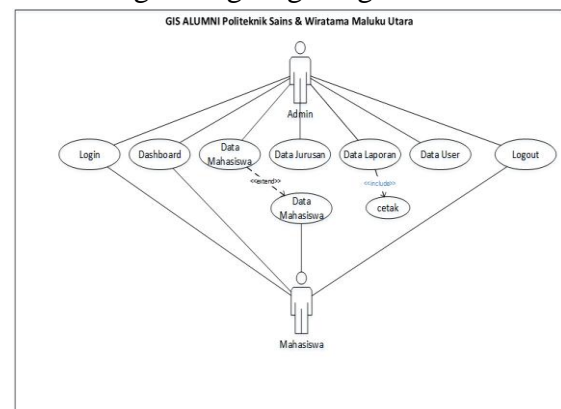 GIS ALUMNI Politeknik Sains & Wiratama Maluku Utara
Admin
Login
Dashboard
Data
Mahasiswa
Data Jurusan
Data Laporan
Data User
Logout
<<extend>>
<<include>>
Data
Mahasiswa
cetak
Mahasiswa